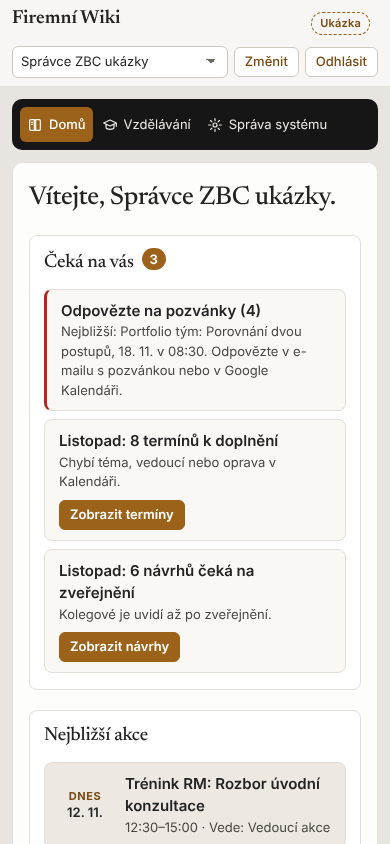 Firemní Wiki
Ukázka
Správce ZBC ukázky
Změnit
Odhlásit
Domů
Vzdělávání
Správa systému
Vítejte, Správce ZBC ukázky.
Čeká na vás 3
Odpovězte na pozvánky (4)
Nejbližší: Portfolio tým: Porovnání dvou
postupů, 18. 11. v 08:30. Odpovězte v e-
mailu s pozvánkou nebo v Google
Kalendáři.
Listopad: 8 termínů k doplnění
Chybí téma, vedoucí nebo oprava v
Kalendáři.
Zobrazit termíny
Listopad: 6 návrhů čeká na
zveřejnění
Kolegové je uvidí až po zveřejnění.
Zobrazit návrhy
Nejbližší akce
DNES
12. 11.
Trénink RM: Rozbor úvodní
konzultace
12:30–15:00 · Vede: Vedoucí akce